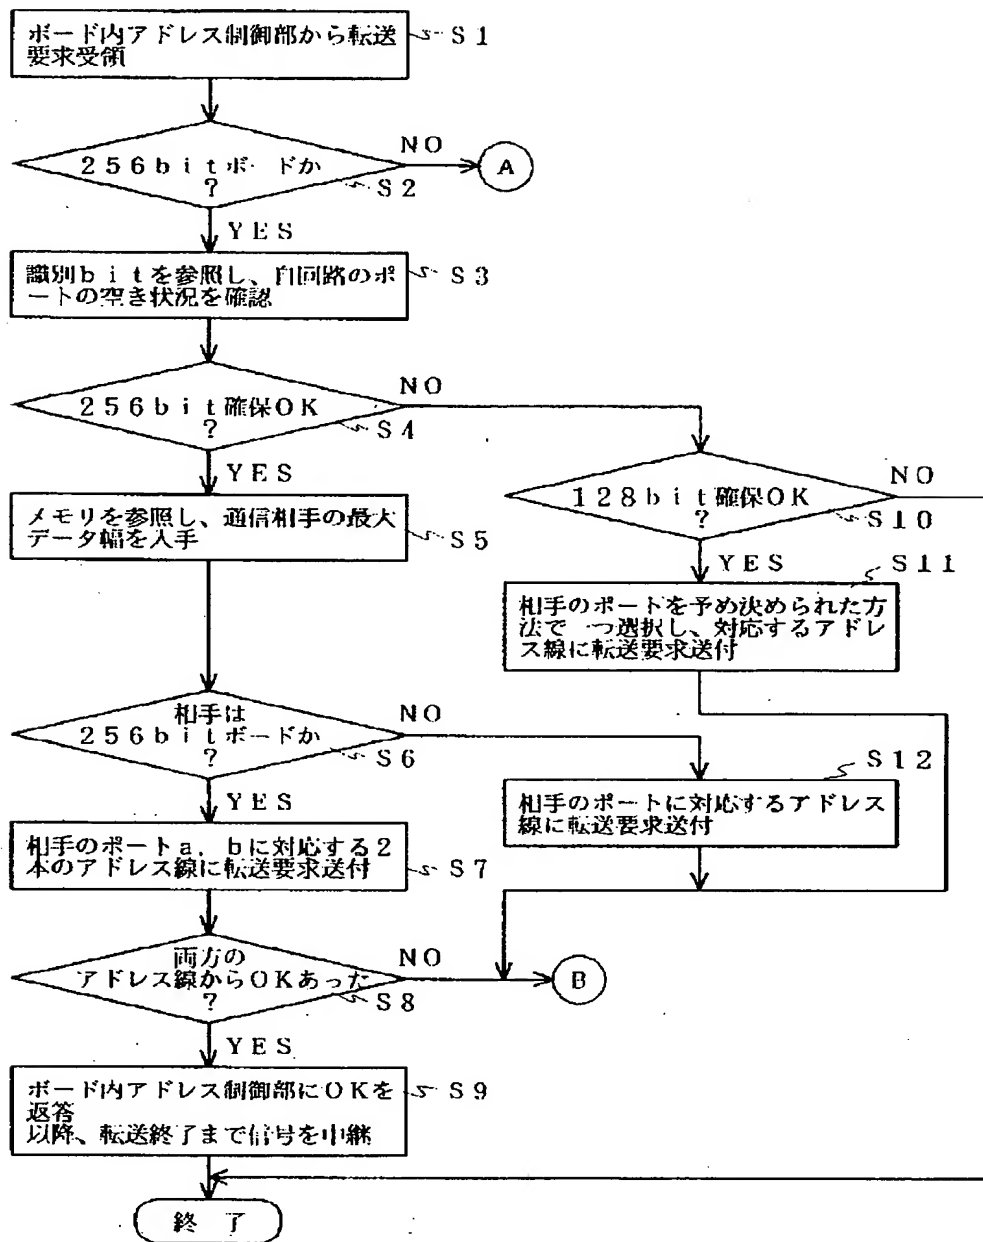 ボード内アドレス制御部から転送
要求受領
S1
256bitボードか
?
S2
NO
A
YES
識別bitを参照し、自回路のポ
ートの空き状況を確認
S3
256bit確保OK
?
S4
NO
YES
128bit確保OK
?
S10
NO
YES
メモリを参照し、通信相手の最大
データ幅を入手
S5
S11
相手のポートを予め決められた方
法で一つ選択し、対応するアドレ
ス線に転送要求送付
相手は
256bitボードか
?
S6
NO
YES
S12
相手のポートに対応するアドレス
線に転送要求送付
相手のポートa，bに対応する2
本のアドレス線に転送要求送付
S7
両方の
アドレス線からOKあった
?
S8
NO
B
YES
ボード内アドレス制御部にOKを
返答
以降、転送終了まで信号を中継
S9
終了